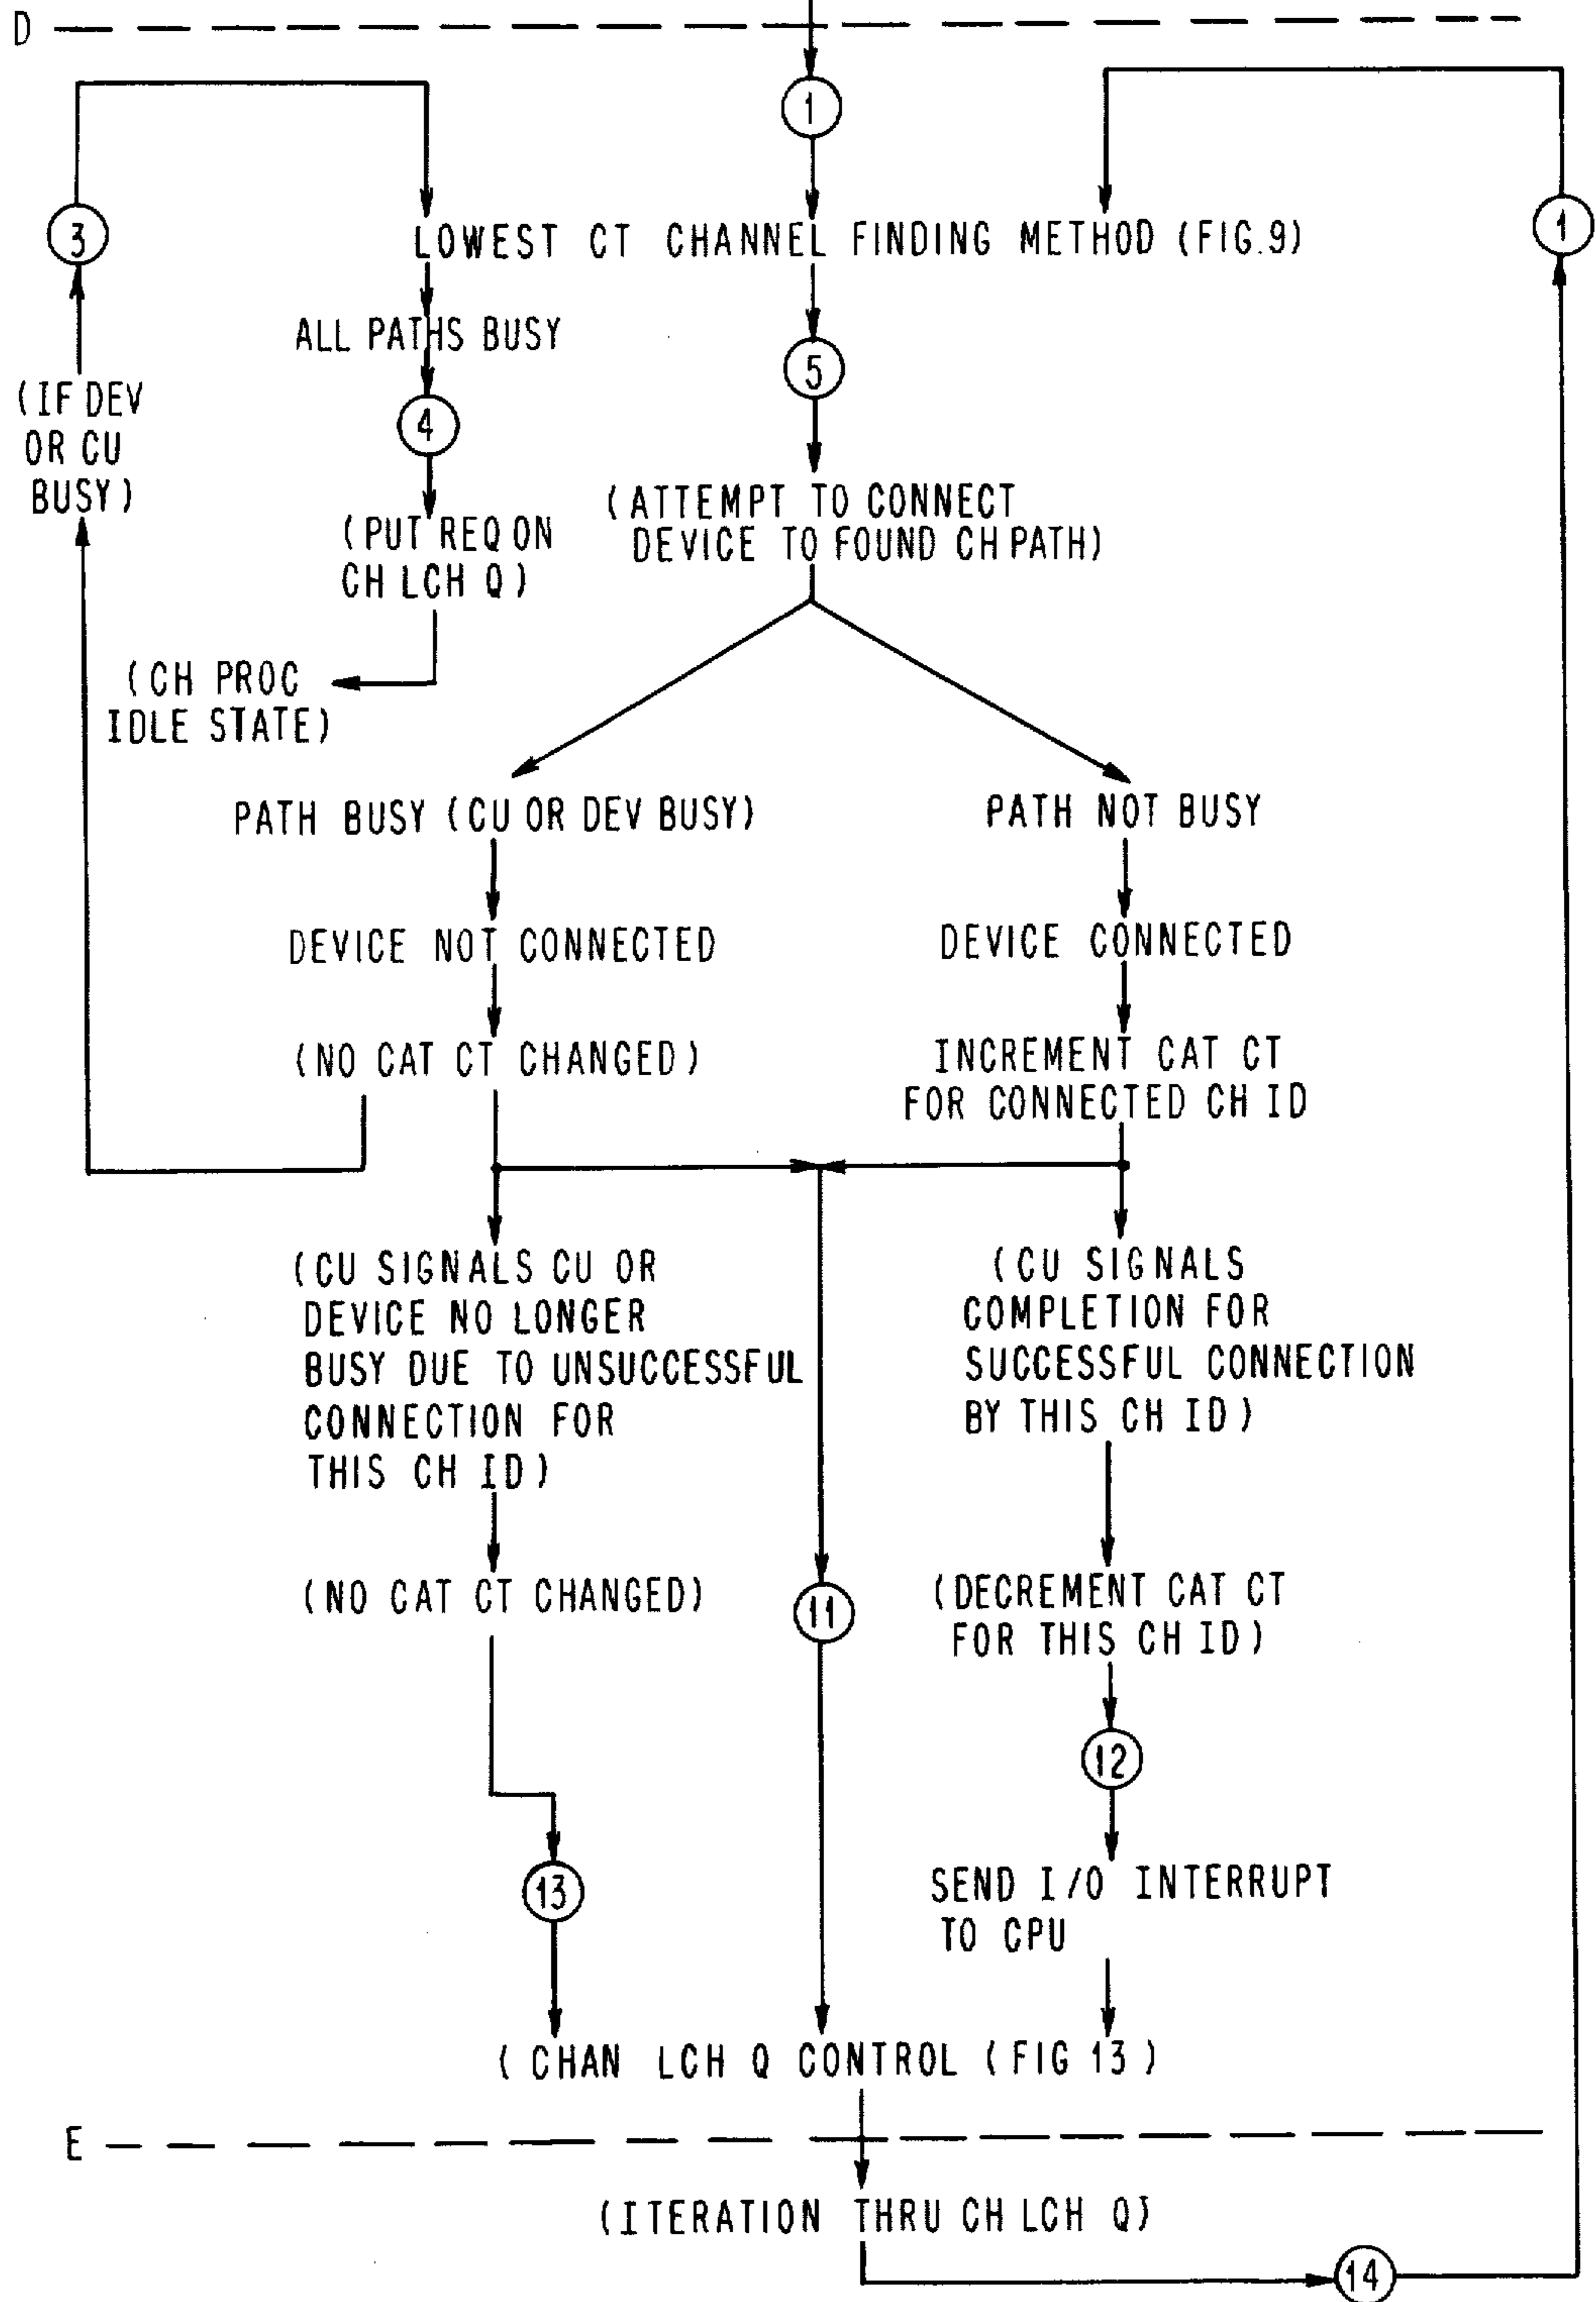 D
1
3
LOWEST CT CHANNEL FINDING METHOD (FIG.9)
1
ALL PATHS BUSY
5
(IF DEV
OR CU
BUSY)
4
(PUT REQ ON
CH LCH Q)
(ATTEMPT TO CONNECT
DEVICE TO FOUND CH PATH)
(CH PROC
IDLE STATE)
PATH BUSY (CU OR DEV BUSY)
PATH NOT BUSY
DEVICE NOT CONNECTED
DEVICE CONNECTED
(NO CAT CT CHANGED)
INCREMENT CAT CT
FOR CONNECTED CH ID
(CU SIGNALS CU OR
DEVICE NO LONGER
BUSY DUE TO UNSUCCESSFUL
CONNECTION FOR
THIS CH ID)
(CU SIGNALS
COMPLETION FOR
SUCCESSFUL CONNECTION
BY THIS CH ID)
(NO CAT CT CHANGED)
11
(DECREMENT CAT CT
FOR THIS CH ID)
12
13
SEND I/O INTERRUPT
TO CPU
(CHAN LCH Q CONTROL (FIG 13)
E
(ITERATION THRU CH LCH Q)
14